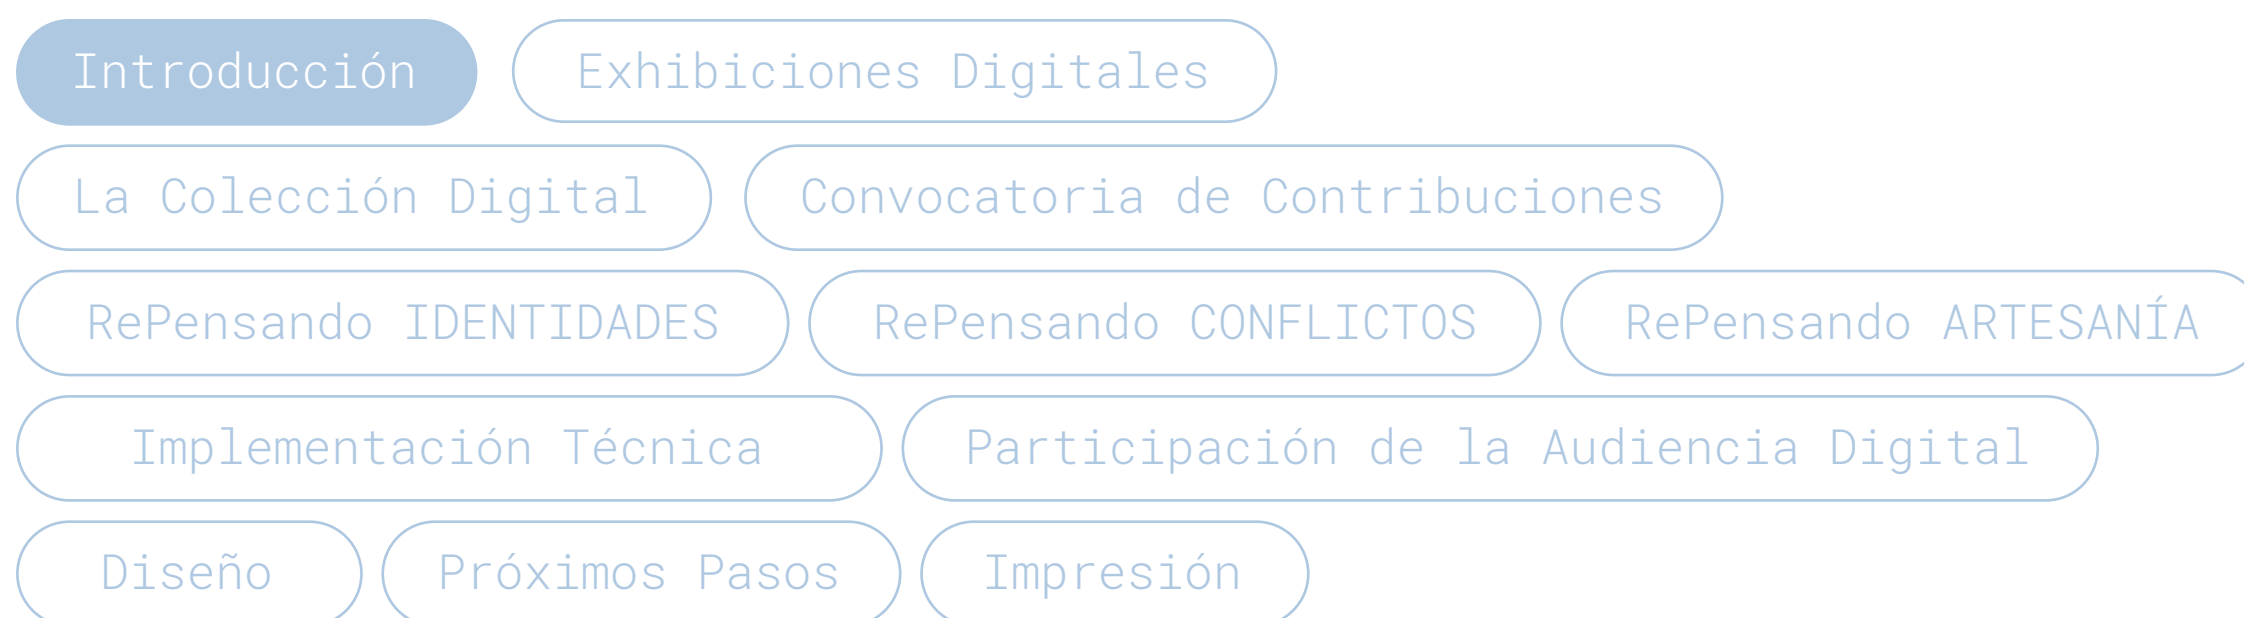 Introducción Exhibiciones Digitales
La Colección Digital Convocatoria de Contribuciones
RePensando IDENTIDADES RePensando CONFLICTOS RePensando ARTESANÍA
Implementación Técnica Participación de la Audiencia Digital
Diseño Próximos Pasos Impresión